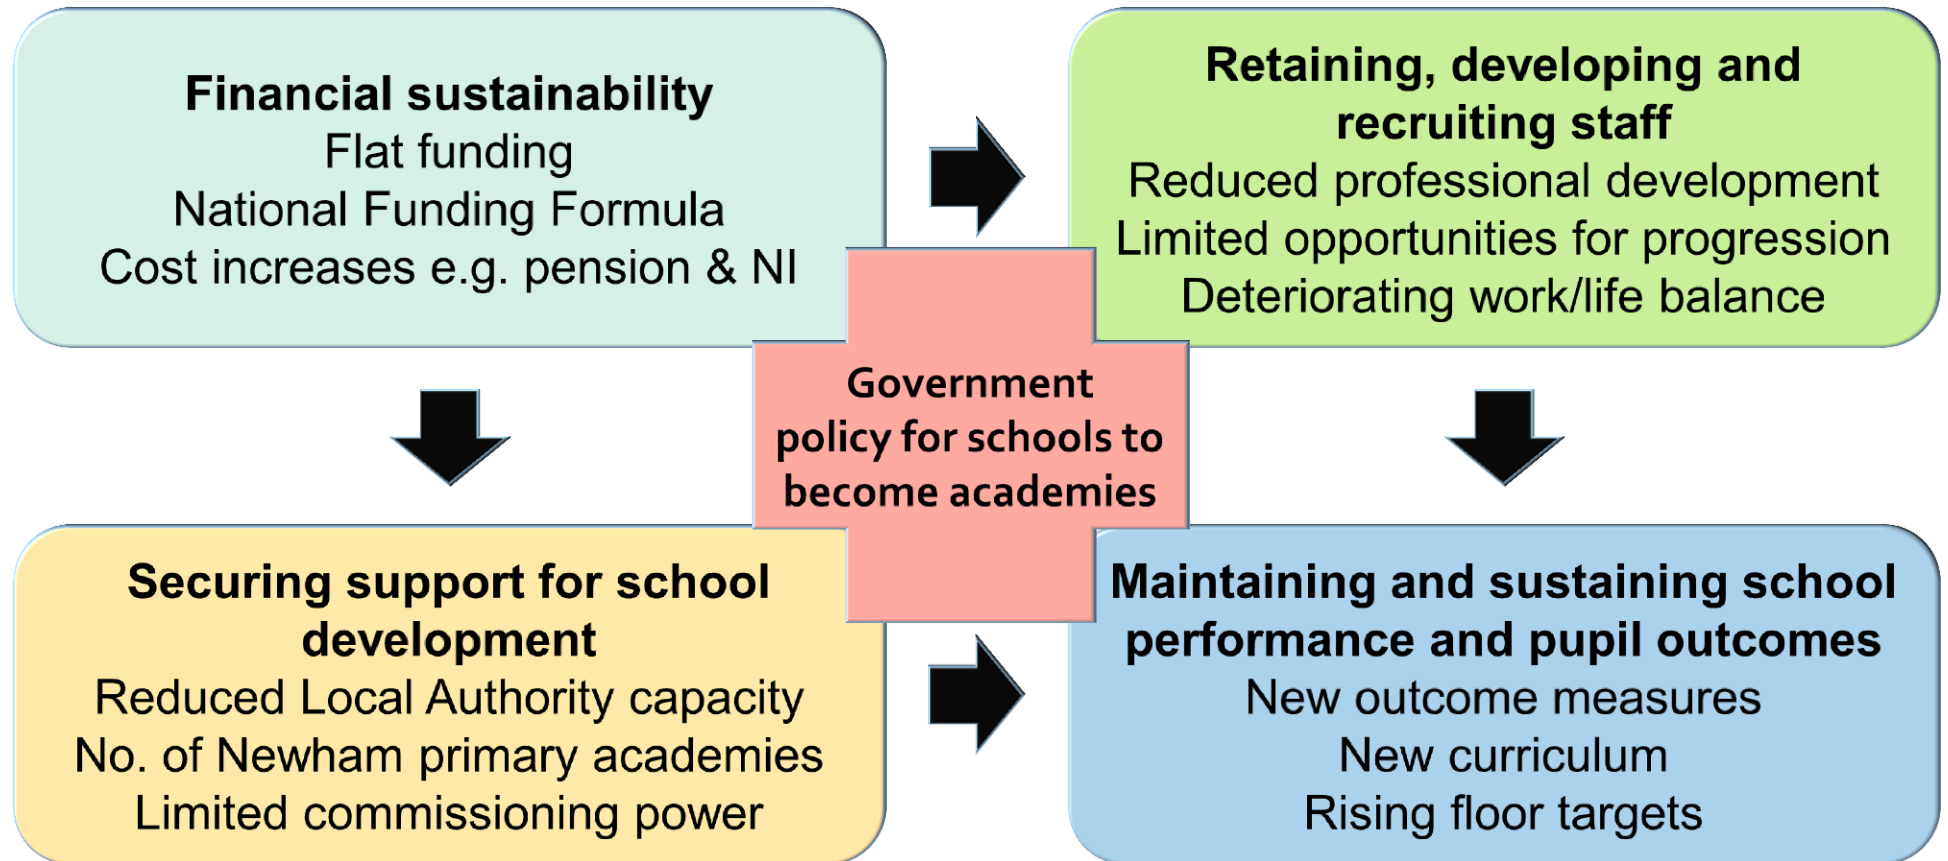 Financial sustainability
Flat funding
National Funding Formula
Cost increases e.g. pension & NI
Retaining, developing and
recruiting staff
Reduced professional development
Limited opportunities for progression
Deteriorating work/life balance
Government
policy for schools to
become academies
Securing support for school
development
Reduced Local Authority capacity
No. of Newham primary academies
Limited commissioning power
Maintaining and sustaining school
performance and pupil outcomes
New outcome measures
New curriculum
Rising floor targets